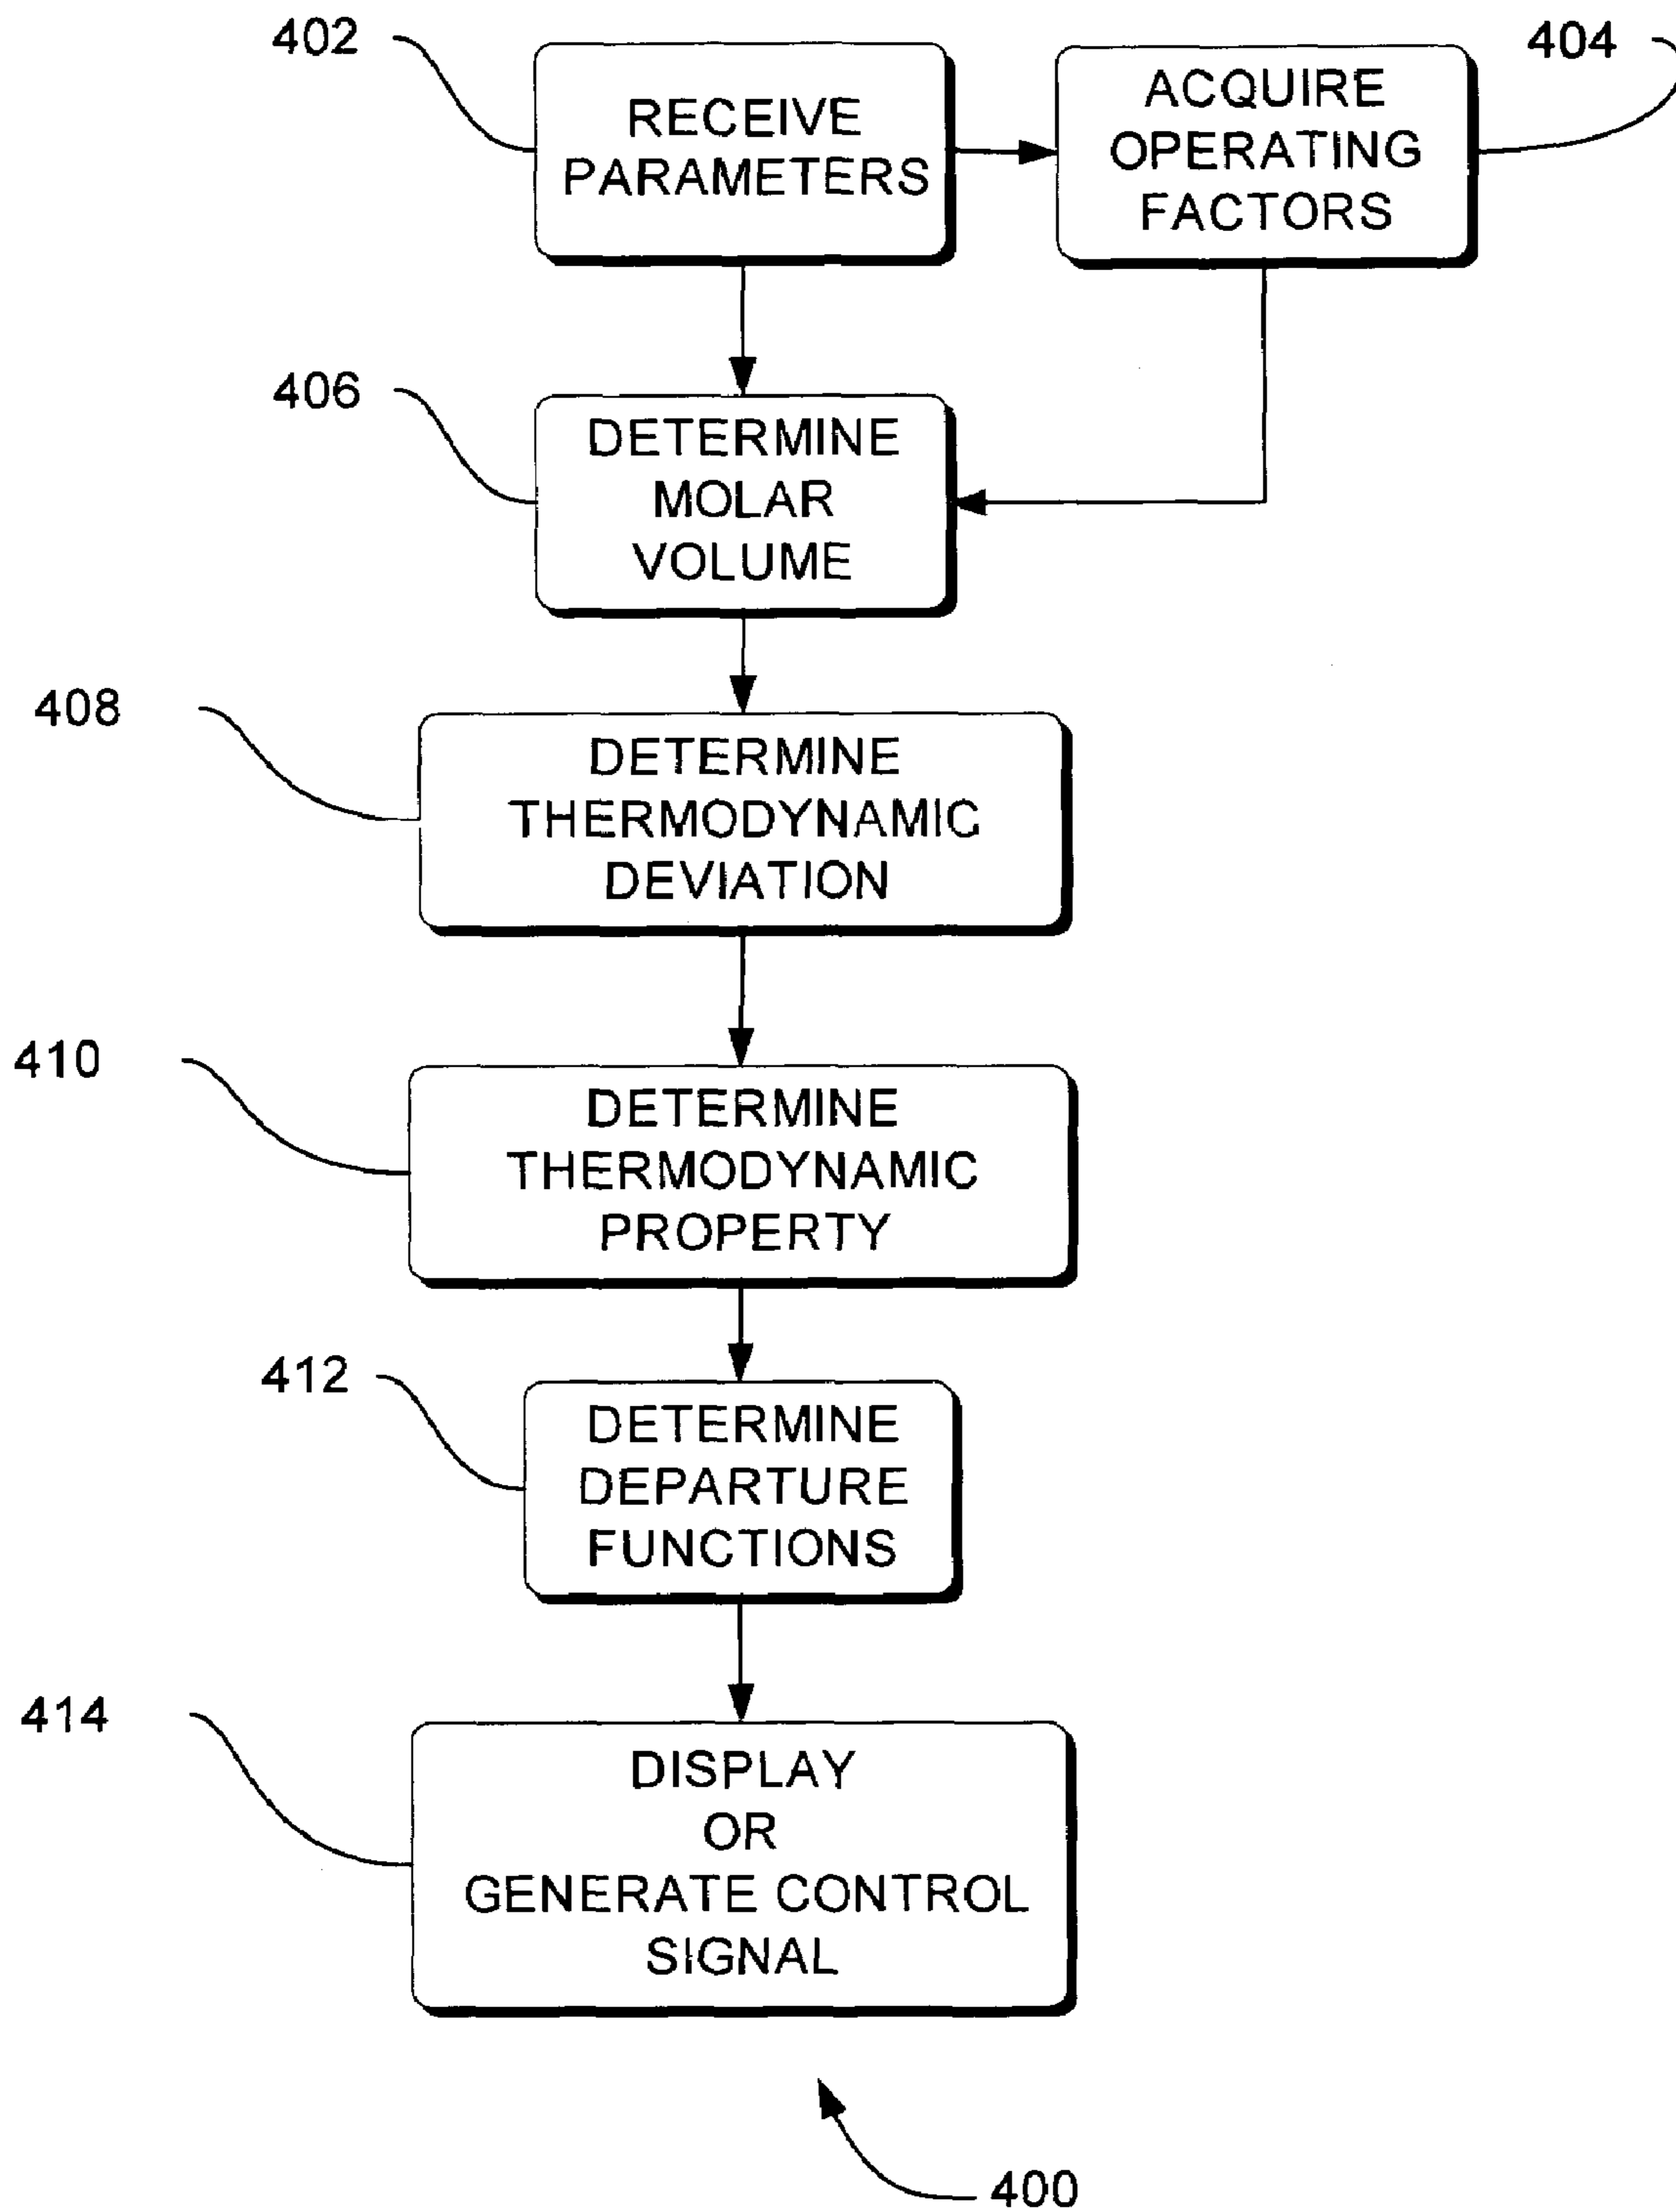 402
RECEIVE
PARAMETERS
404
ACQUIRE
OPERATING
FACTORS
406
DETERMINE
MOLAR
VOLUME
408
DETERMINE
THERMODYNAMIC
DEVIATION
410
DETERMINE
THERMODYNAMIC
PROPERTY
412
DETERMINE
DEPARTURE
FUNCTIONS
414
DISPLAY
OR
GENERATE CONTROL
SIGNAL
400